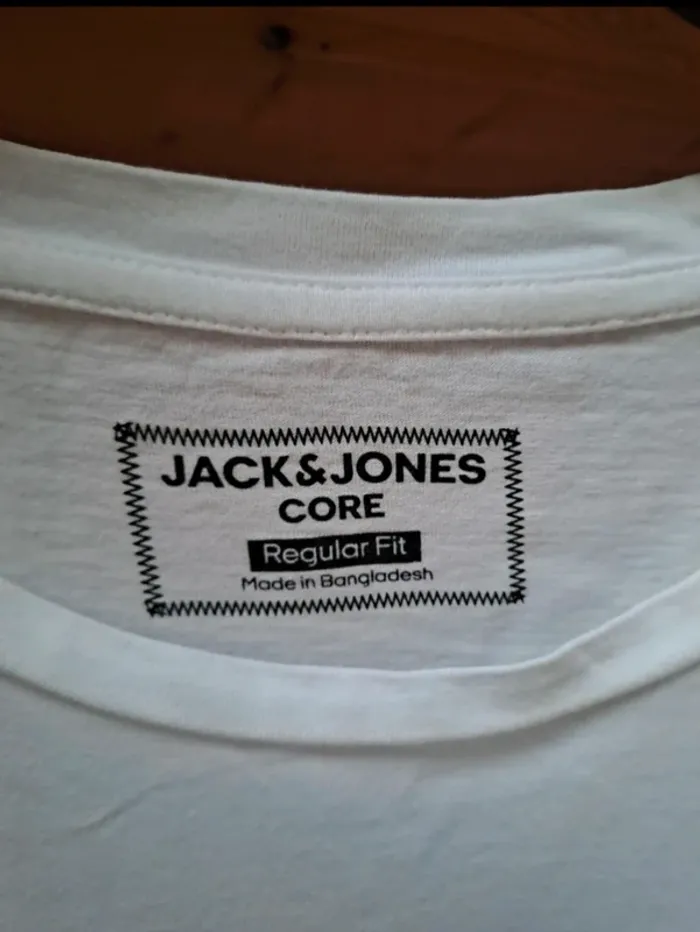 JACK&JONES
CORE
Regular Fit
Made in Bangladesh